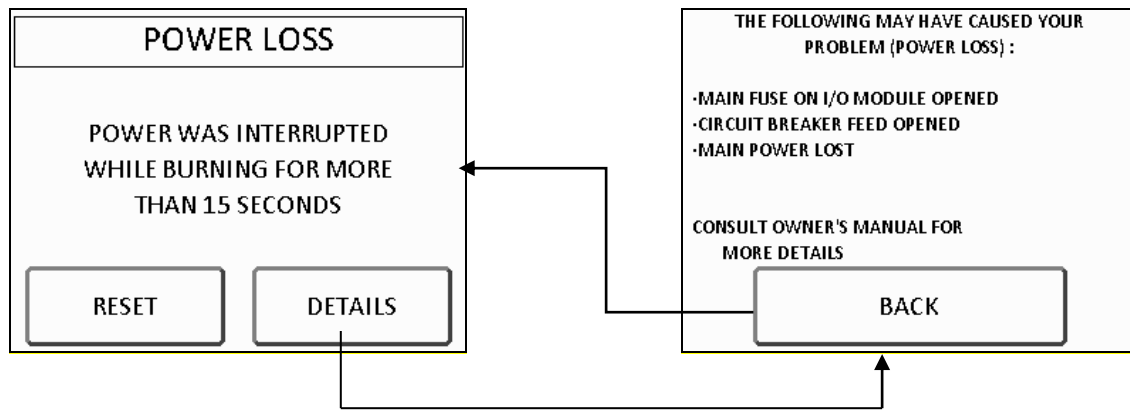 POWER LOSS
POWER WAS INTERRUPTED
WHILE BURNING FOR MORE
THAN 15 SECONDS
RESET
DETAILS
THE FOLLOWING MAY HAVE CAUSED YOUR
PROBLEM (POWER LOSS) :
·MAIN FUSE ON I/O MODULE OPENED
·CIRCUIT BREAKER FEED OPENED
·MAIN POWER LOST
CONSULT OWNER'S MANUAL FOR
MORE DETAILS
BACK